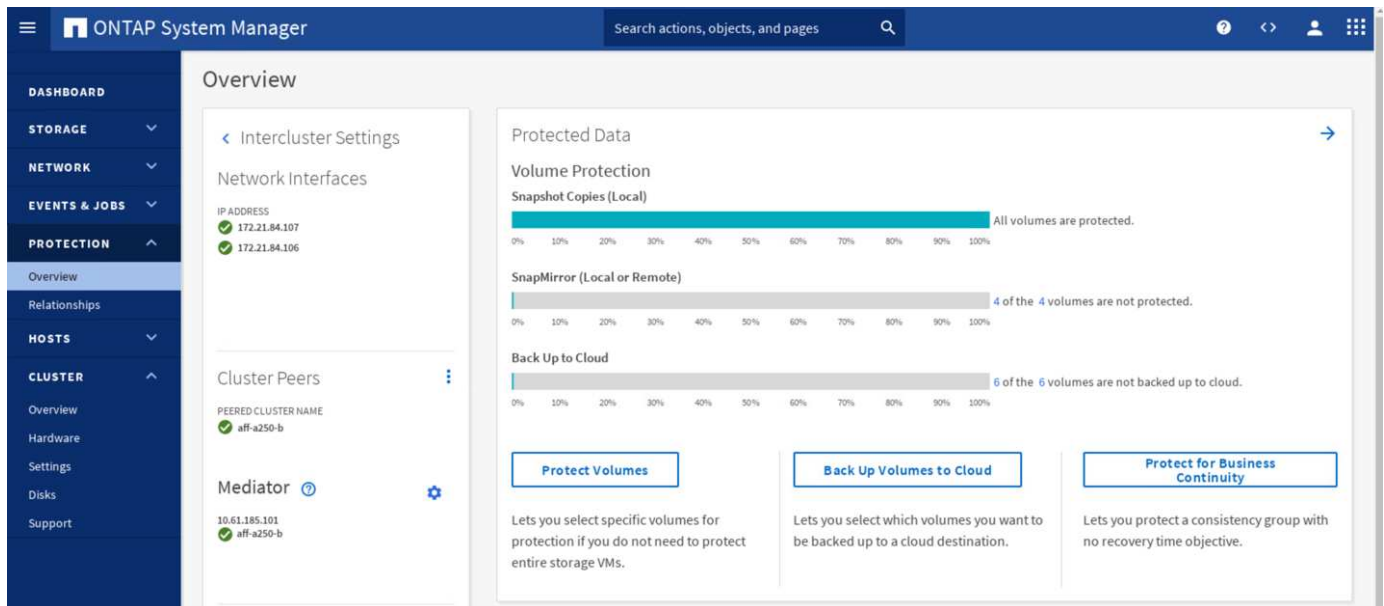 ONTAP System Manager
Search actions, objects, and pages
DASHBOARD
STORAGE
NETWORK
EVENTS & JOBS
PROTECTION
Overview
Relationships
HOSTS
CLUSTER
Overview
Hardware
Settings
Disks
Support
Overview
Intercluster Settings
Network Interfaces
IP ADDRESS
172.21.84.107
172.21.84.106
Cluster Peers
PEERED CLUSTER NAME
aff-a250-b
Mediator
10.61.185.101
aff-a250-b
Protected Data
Volume Protection
Snapshot Copies (Local)
All volumes are protected.
0% 10% 20% 30% 40% 50% 60% 70% 80% 90% 100%
SnapMirror (Local or Remote)
4 of the 4 volumes are not protected.
0% 10% 20% 30% 40% 50% 60% 70% 80% 90% 100%
Back Up to Cloud
6 of the 6 volumes are not backed up to cloud.
0% 10% 20% 30% 40% 50% 60% 70% 80% 90% 100%
Protect Volumes
Lets you select specific volumes for
protection if you do not need to protect
entire storage VMs.
Back Up Volumes to Cloud
Lets you select which volumes you want to
be backed up to a cloud destination.
Protect for Business
Continuity
Lets you protect a consistency group with
no recovery time objective.